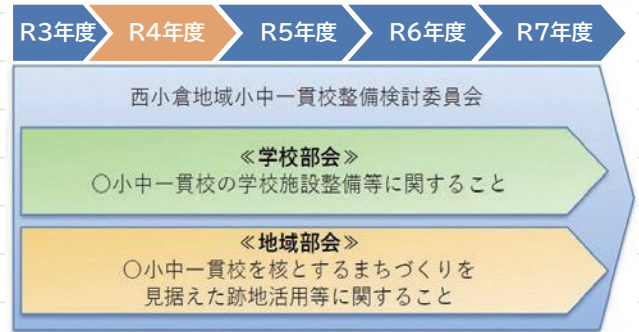 R3年度 R4年度 R5年度 R6年度 R7年度
西小倉地域小中一貫校整備検討委員会
≪学校部会≫
〇小中一貫校の学校施設整備等に関すること
≪地域部会≫
〇小中一貫校を核とするまちづくりを
見据えた跡地活用等に関すること